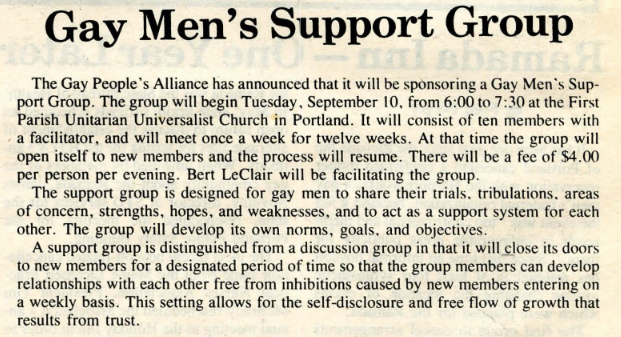 Gay Men's Support Group
The Gay People's Alliance has announced that it will be sponsoring a Gay Men's Sup-
port Group. The group will begin Tuesday, September 10, from 6:00 to 7:30 at the First
Parish Unitarian Universalist Church in Portland. It will consist of ten members with
a facilitator, and will meet once a week for twelve weeks. At that time the group will
open itself to new members and the process will resume. There will be a fee of $4.00
per person per evening. Bert LeClair will be facilitating the group.
The support group is designed for gay men to share their trials, tribulations, areas
of concern, strengths, hopes, and weaknesses, and to act as a support system for each
other. The group will develop its own norms, goals, and objectives.
A support group is distinguished from a discussion group in that it will close its doors
to new members for a designated period of time so that the group members can develop
relationships with each other free from inhibitions caused by new members entering on
a weekly basis. This setting allows for the self-disclosure and free flow of growth that
results from trust.